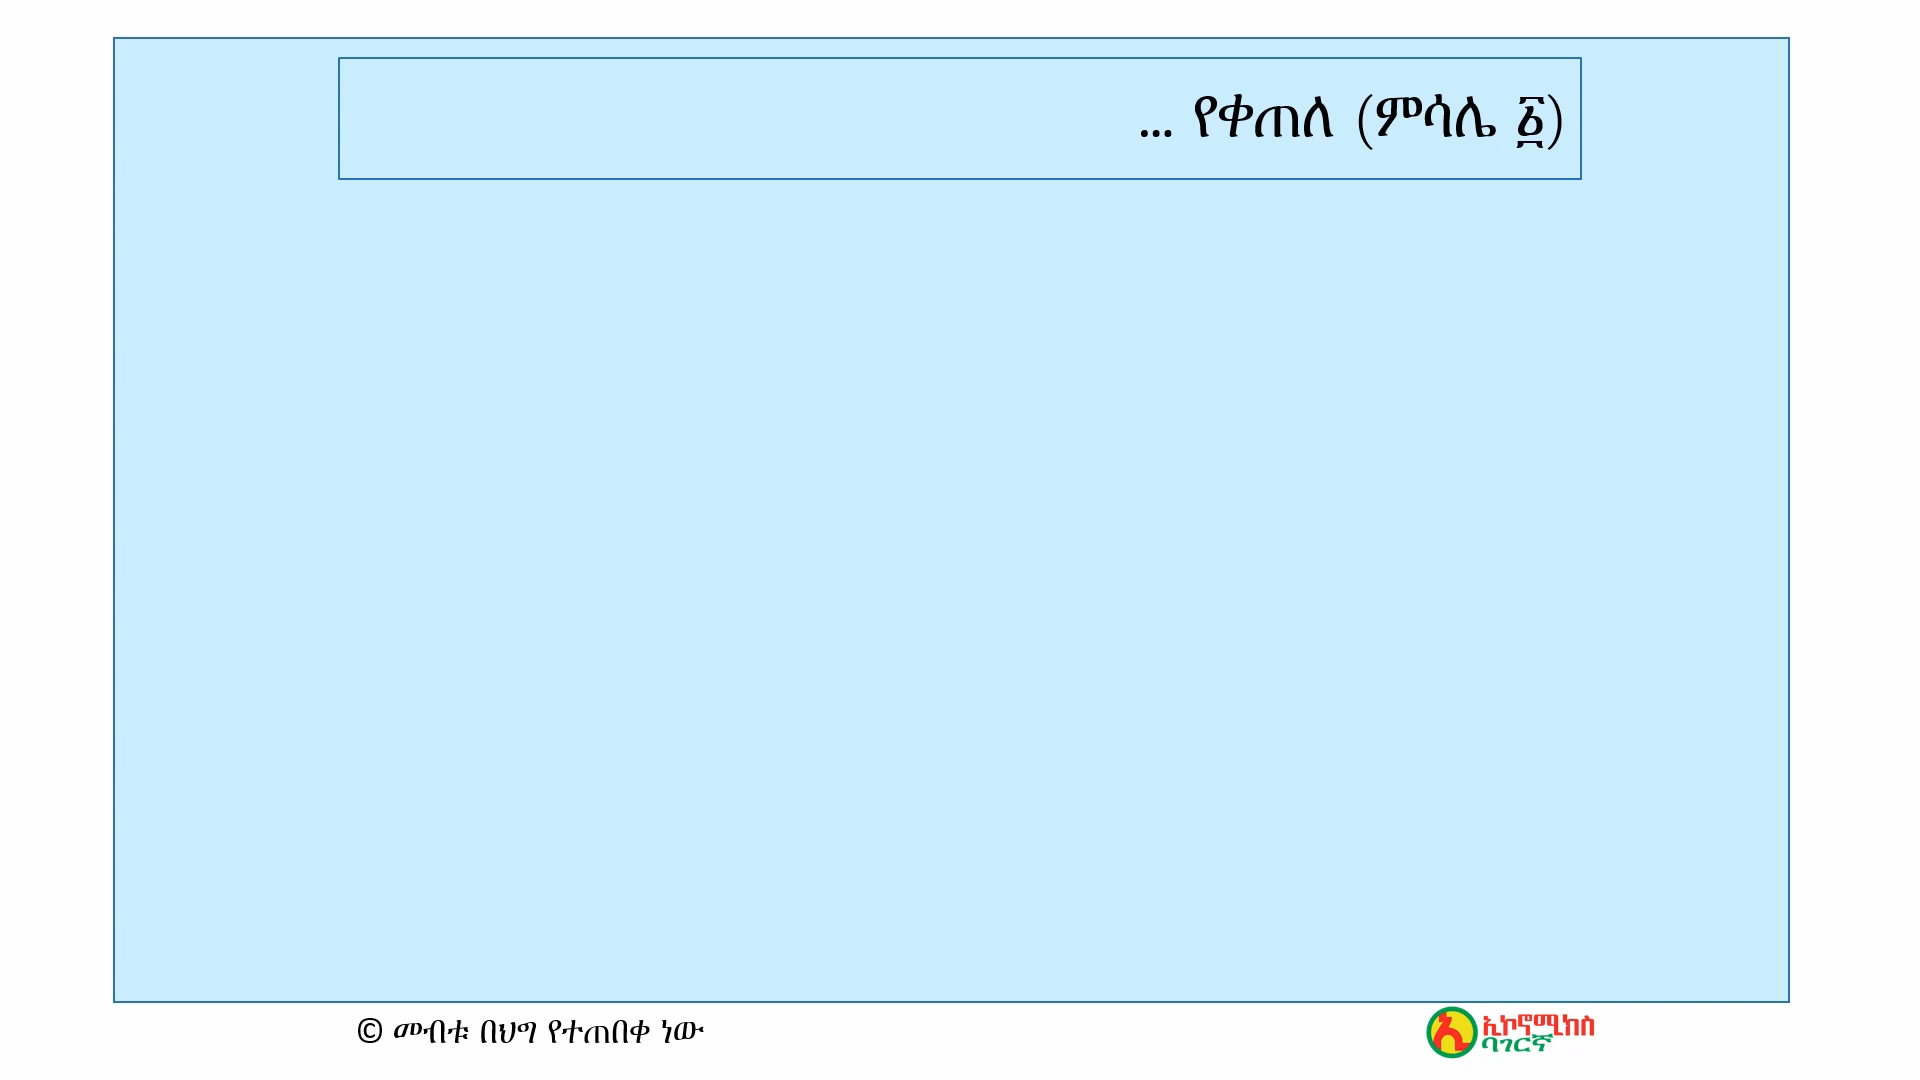 ... የቀጠለ (ምሳሌ ፩)
© መብቱ በህግ የተጠበቀ ነው
ኢኮኖሚክስ
ባገርኛ